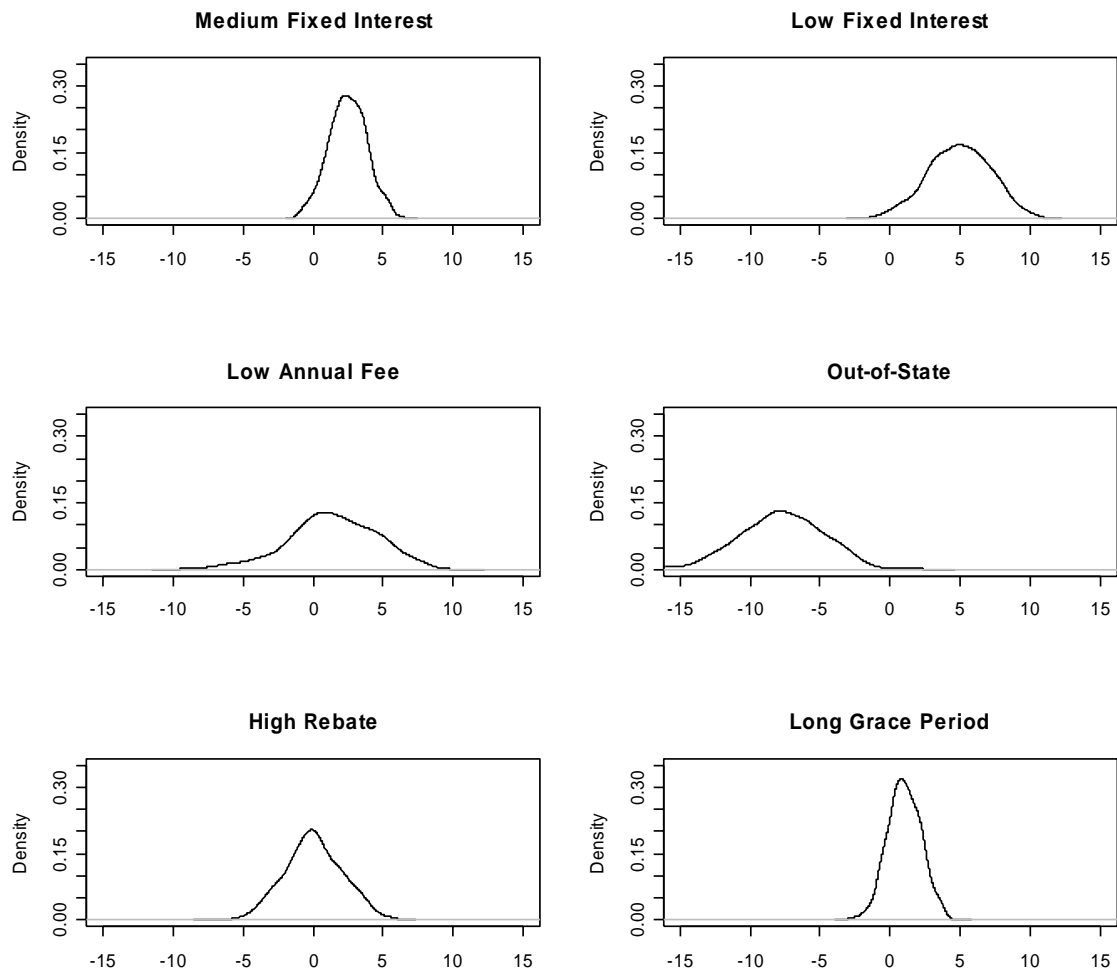 Medium Fixed Interest
Density
0.00 0.15 0.30
-15 -10 -5 0 5 10 15
Low Fixed Interest
Density
0.00 0.15 0.30
-15 -10 -5 0 5 10 15
Low Annual Fee
Density
0.00 0.15 0.30
-15 -10 -5 0 5 10 15
Out-of-State
Density
0.00 0.15 0.30
-15 -10 -5 0 5 10 15
High Rebate
Density
0.00 0.15 0.30
-15 -10 -5 0 5 10 15
Long Grace Period
Density
0.00 0.15 0.30
-15 -10 -5 0 5 10 15